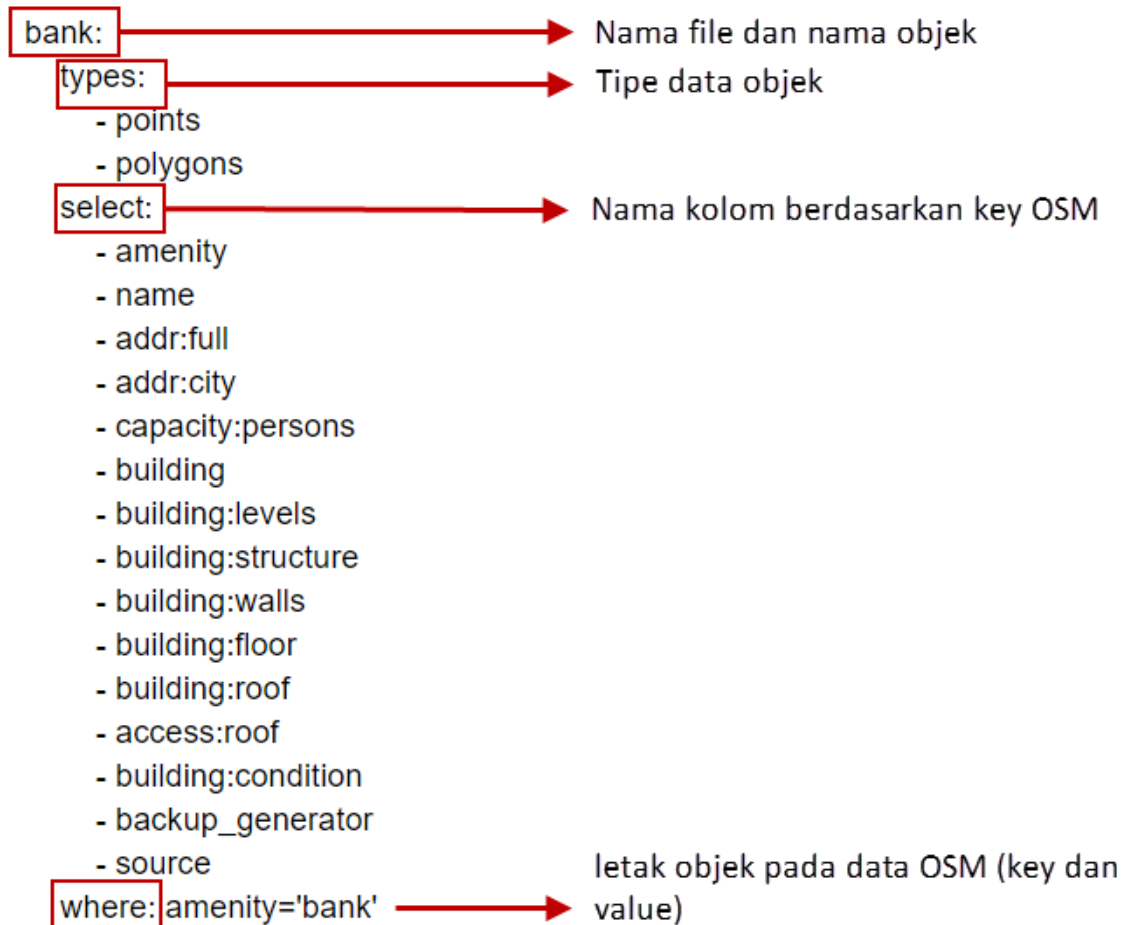 bank: Nama file dan nama objek
types: Tipe data objek
- points
- polygons
select: Nama kolom berdasarkan key OSM
- amenity
- name
- addr:full
- addr:city
- capacity:persons
- building
- building:levels
- building:structure
- building:walls
- building:floor
- building:roof
- access:roof
- building:condition
- backup_generator
- source
where: amenity='bank'
letak objek pada data OSM (key dan
value)